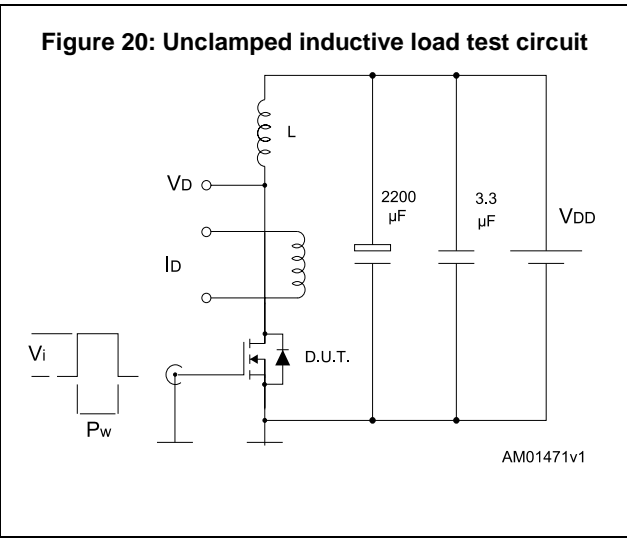 Figure 20: Unclamped inductive load test circuit
L
VD
2200
µF
3.3
µF
VDD
ID
Vi
D.U.T.
Pw
AM01471v1